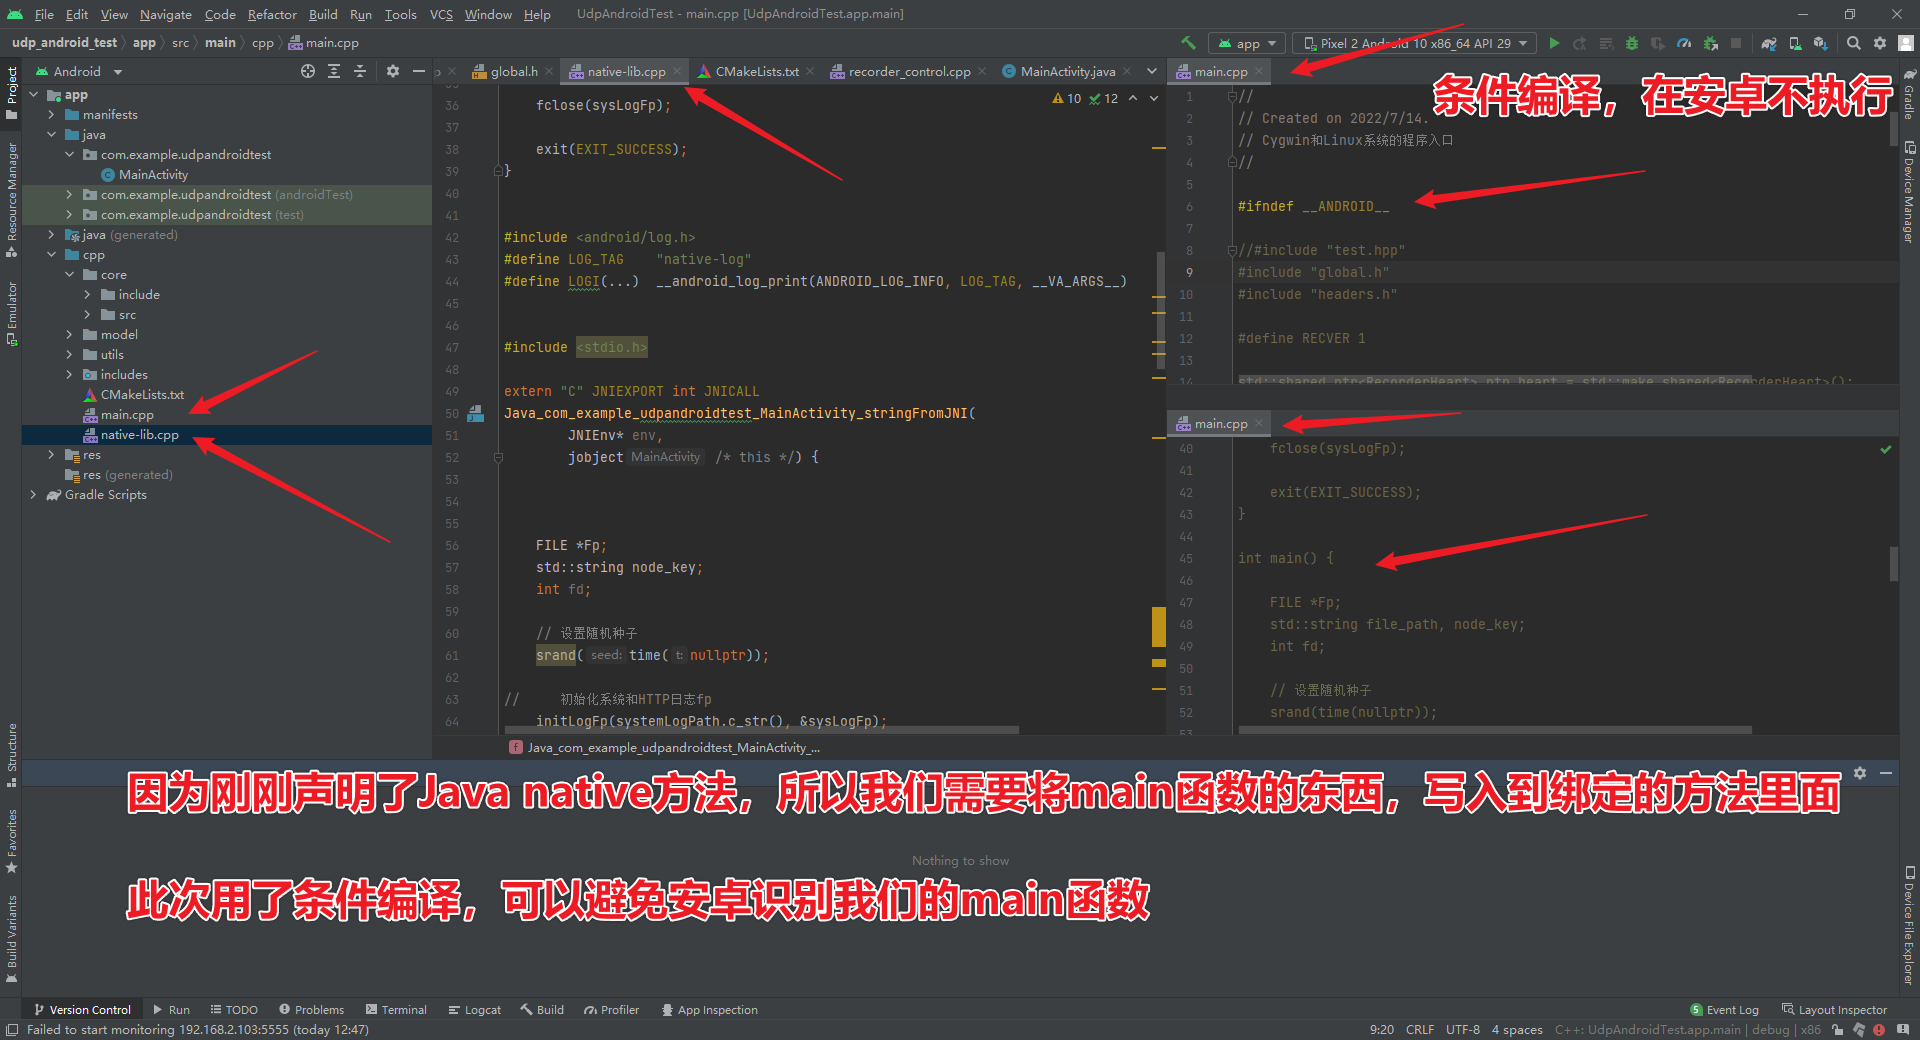 File Edit View Navigate Code Refactor Build Run Tools VCS Window Help UdpAndroidTest - main.cpp [UdpAndroidTest.app.main]
udp_android_test app src main cpp main.cpp
app Pixel 2 Android 10 x86_64 API 29
Android
global.h native-lib.cpp CMakeLists.txt recorder_control.cpp MainActivity.java
main.cpp
条件编译，在安卓不执行
Project
Resource Manager
Emulator
Structure
Favorites
Build Variants
app
manifests
java
com.example.udpandroidtest
MainActivity
com.example.udpandroidtest (androidTest)
com.example.udpandroidtest (test)
java (generated)
cpp
core
include
src
model
utils
includes
CMakeLists.txt
main.cpp
native-lib.cpp
res
res (generated)
Gradle Scripts
10 12
36 fclose(sysLogFp);
37
38 exit(EXIT_SUCCESS);
39 }
40
41
42 #include <android/log.h>
43 #define LOG_TAG "native-log"
44 #define LOGI(...) __android_log_print(ANDROID_LOG_INFO, LOG_TAG, __VA_ARGS__)
45
46
47 #include <stdio.h>
48
49 extern "C" JNIEXPORT int JNICALL
50 Java_com_example_udpandroidtest_MainActivity_stringFromJNI(
51 JNIEnv* env,
52 jobject MainActivity /* this */) {
53
54
55
56 FILE *Fp;
57 std::string node_key;
58 int fd;
59
60 // 设置随机种子
61 srand( seed: time( t: nullptr));
62
63 // 初始化系统和HTTP日志fp
64 initLogFp(systemLogPath.c_str(), &sysLogFp);
Java_com_example_udpandroidtest_MainActivity_...
1 //
2 // Created on 2022/7/14.
3 // Cygwin和Linux系统的程序入口
4 //
5
6 #ifndef __ANDROID__
7
8 //#include "test.hpp"
9 #include "global.h"
10 #include "headers.h"
11
12 #define RECVER 1
13
14 std::shared_ptr<RecorderHeart> ptp_heart = std::make_shared<RecorderHeart>();
main.cpp
40 fclose(sysLogFp);
41
42 exit(EXIT_SUCCESS);
43 }
44
45 int main() {
46
47 FILE *Fp;
48 std::string file_path, node_key;
49 int fd;
50
51 // 设置随机种子
52 srand(time(nullptr));
53
Gradle
Device Manager
Device File Explorer
因为刚刚声明了Java native方法，所以我们需要将main函数的东西，写入到绑定的方法里面
Nothing to show
此次用了条件编译，可以避免安卓识别我们的main函数
Version Control Run TODO Problems Terminal Logcat Build Profiler App Inspection 5 Event Log Layout Inspector
Failed to start monitoring 192.168.2.103:5555 (today 12:47) 9:20 CRLF UTF-8 4 spaces C++: UdpAndroidTest.app.main | debug | x86